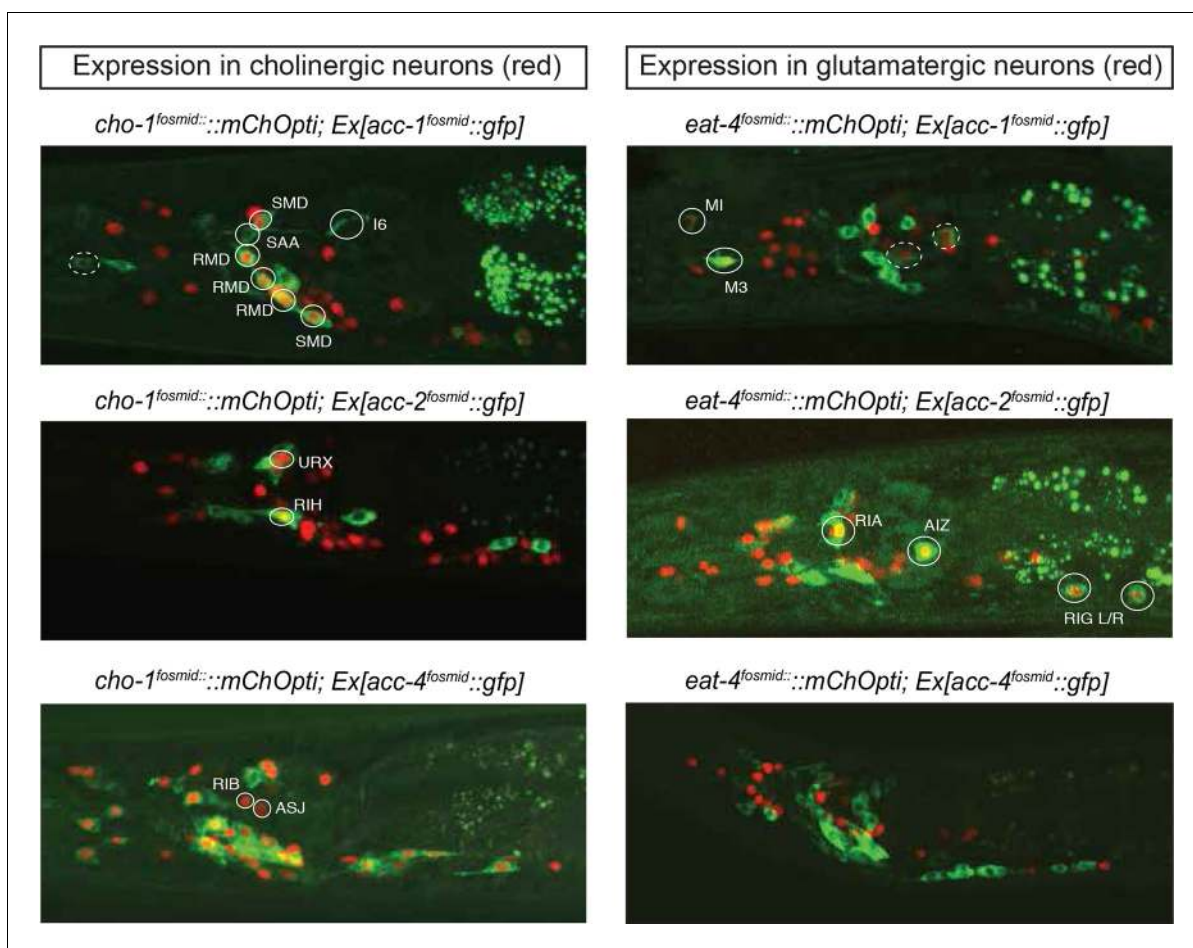 Expression in cholinergic neurons (red)
cho-1fosmid::::mChOpti; Ex[acc-1fosmid::gfp]
SMD
I6
SAA
RMD
RMD
RMD
SMD
cho-1fosmid::::mChOpti; Ex[acc-2fosmid::gfp]
URX
RIH
cho-1fosmid::::mChOpti; Ex[acc-4fosmid::gfp]
RIB
ASJ
Expression in glutamatergic neurons (red)
eat-4fosmid::::mChOpti; Ex[acc-1fosmid::gfp]
MI
M3
eat-4fosmid::::mChOpti; Ex[acc-2fosmid::gfp]
RIA
AIZ
RIG L/R
eat-4fosmid::::mChOpti; Ex[acc-4fosmid::gfp]